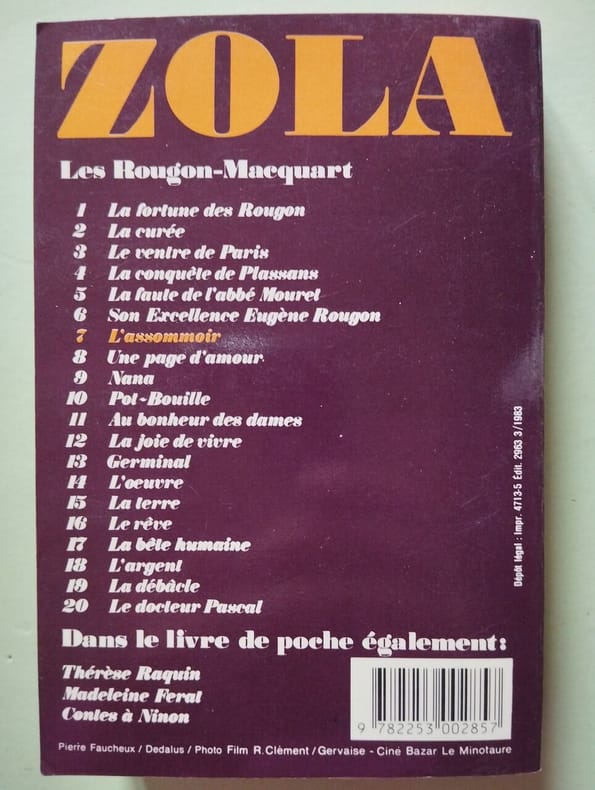 ZOLA
Les Rougon-Macquart
1 La fortune des Rougon
2 La curée
3 Le ventre de Paris
4 La conquête de Plassans
5 La faute de l'abbé Mouret
6 Son Excellence Eugène Rougon
7 L'assommoir
8 Une page d'amour
9 Nana
10 Pot-Bouille
11 Au bonheur des dames
12 La joie de vivre
13 Germinal
14 L'œuvre
15 La terre
16 Le rêve
17 La bête humaine
18 L'argent
19 La débâcle
20 Le docteur Pascal
Dans le livre de poche également:
Thérèse Raquin
Madeleine Ferat
Contes à Ninon
9 782253 002857
Pierre Faucheux / Dedalus / Photo Film R. Clèment / Gervaise - Ciné Bazar Le Minotaure
Dépôt légal : Impr. 4713-5 Édit. 2963 3/1983